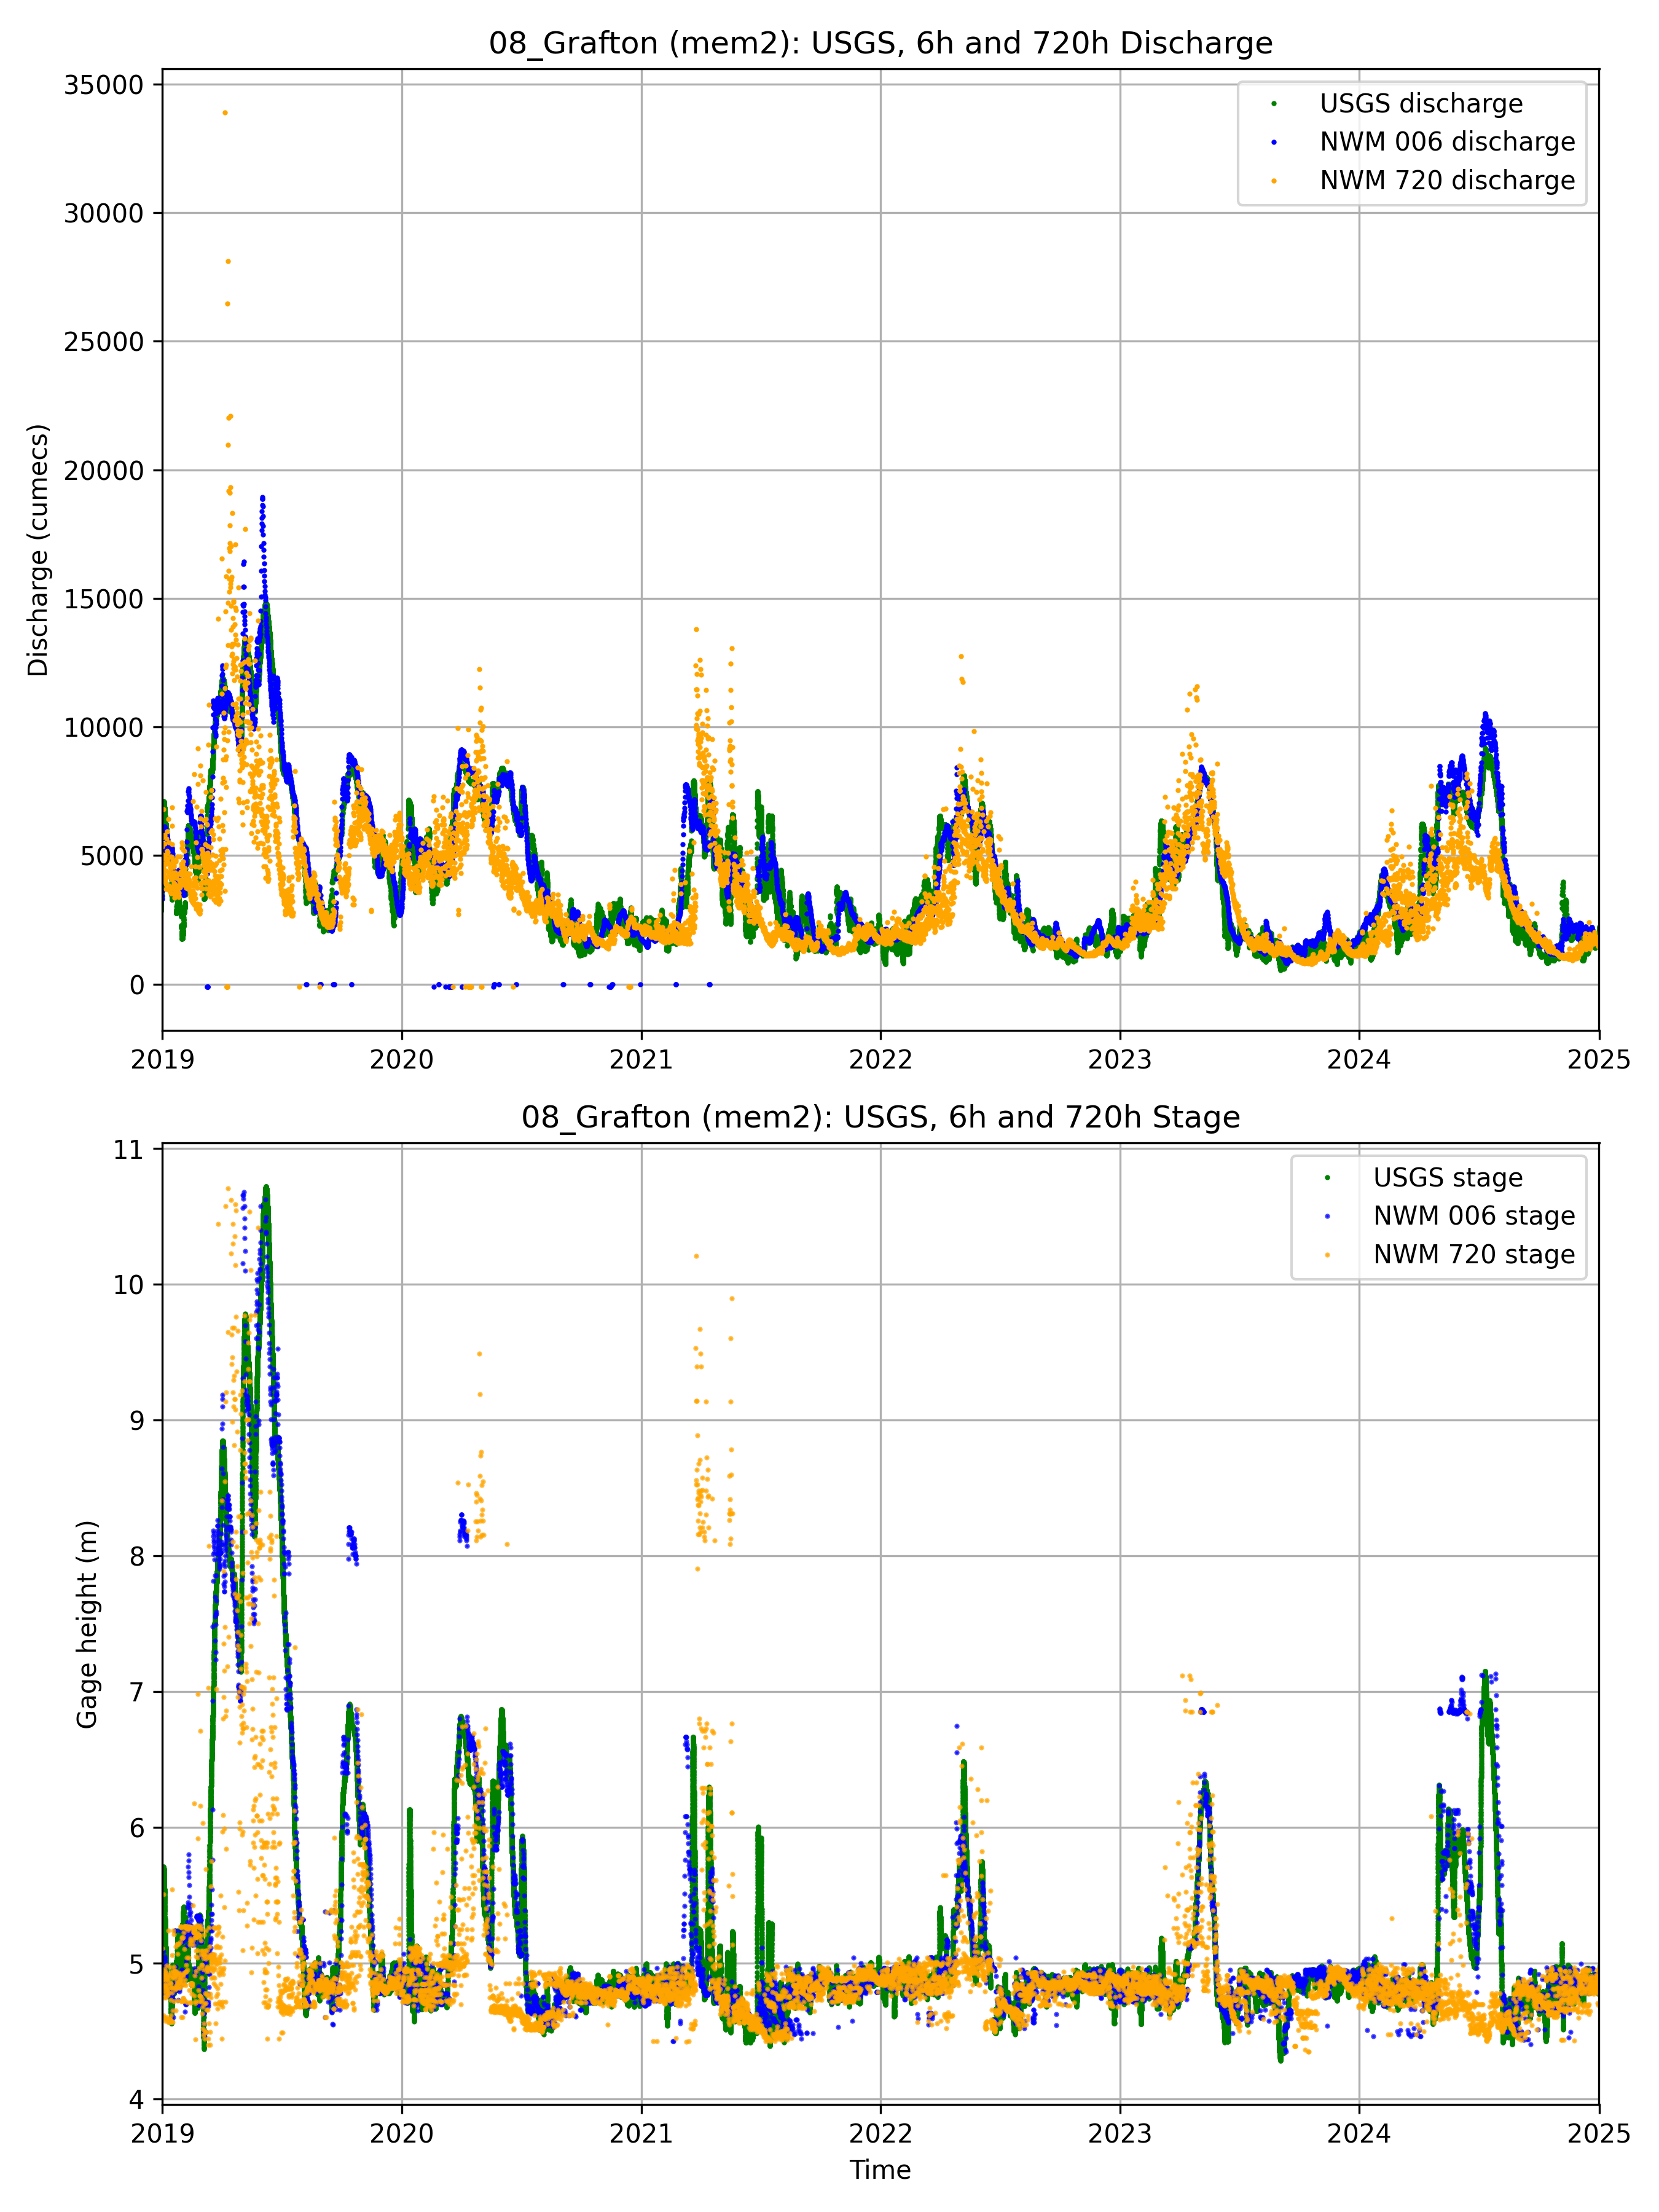 08_Grafton (mem2): USGS, 6h and 720h Discharge
Discharge (cumecs)
35000
30000
25000
20000
15000
10000
5000
0
USGS discharge
NWM 006 discharge
NWM 720 discharge
2019 2020 2021 2022 2023 2024 2025
08_Grafton (mem2): USGS, 6h and 720h Stage
Gage height (m)
11
10
9
8
7
6
5
4
USGS stage
NWM 006 stage
NWM 720 stage
2019 2020 2021 2022 2023 2024 2025
Time